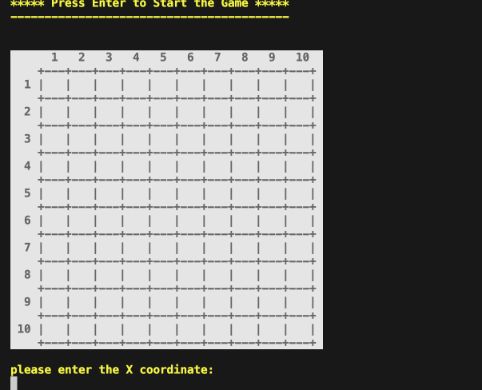 ***** Press Enter to Start the Game *****
-----------------------------------------
1 2 3 4 5 6 7 8 9 10
+---+---+---+---+---+---+---+---+---+---+
1 | | | | | | | | | | |
+---+---+---+---+---+---+---+---+---+---+
2 | | | | | | | | | | |
+---+---+---+---+---+---+---+---+---+---+
3 | | | | | | | | | | |
+---+---+---+---+---+---+---+---+---+---+
4 | | | | | | | | | | |
+---+---+---+---+---+---+---+---+---+---+
5 | | | | | | | | | | |
+---+---+---+---+---+---+---+---+---+---+
6 | | | | | | | | | | |
+---+---+---+---+---+---+---+---+---+---+
7 | | | | | | | | | | |
+---+---+---+---+---+---+---+---+---+---+
8 | | | | | | | | | | |
+---+---+---+---+---+---+---+---+---+---+
9 | | | | | | | | | | |
+---+---+---+---+---+---+---+---+---+---+
10 | | | | | | | | | | |
+---+---+---+---+---+---+---+---+---+---+
please enter the X coordinate: